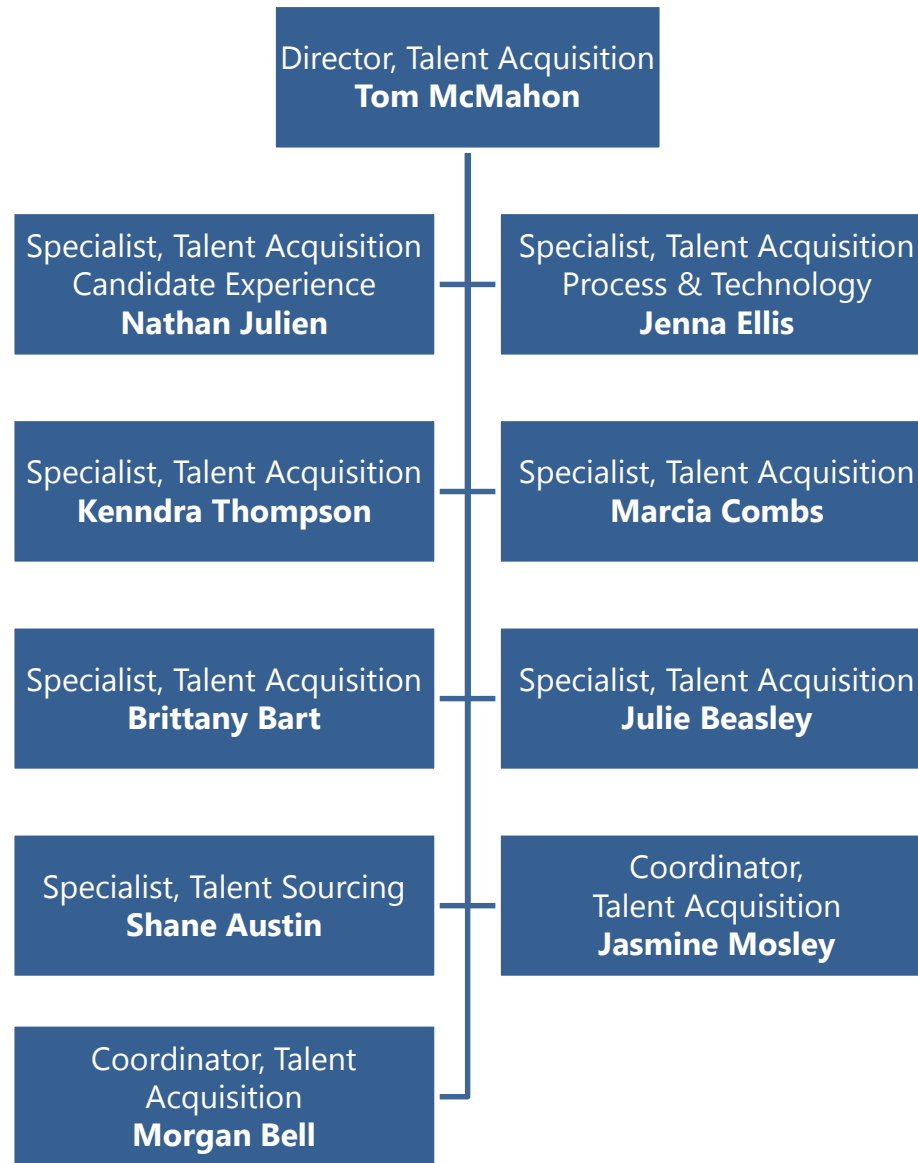 Director, Talent Acquisition
Tom McMahon
Specialist, Talent Acquisition
Candidate Experience
Nathan Julien
Specialist, Talent Acquisition
Process & Technology
Jenna Ellis
Specialist, Talent Acquisition
Kenndra Thompson
Specialist, Talent Acquisition
Marcia Combs
Specialist, Talent Acquisition
Brittany Bart
Specialist, Talent Acquisition
Julie Beasley
Specialist, Talent Sourcing
Shane Austin
Coordinator,
Talent Acquisition
Jasmine Mosley
Coordinator, Talent
Acquisition
Morgan Bell